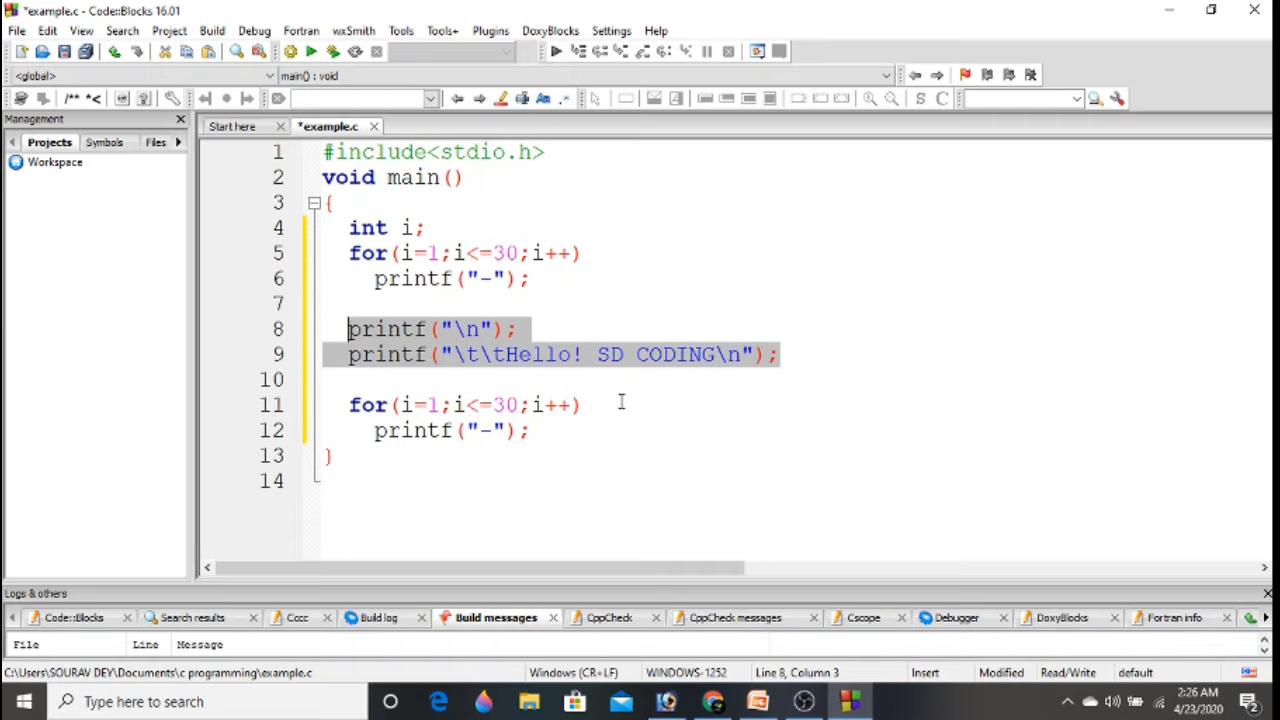 *example.c - Code::Blocks 16.01
File Edit View Search Project Build Debug Fortran wxSmith Tools Tools+ Plugins DoxyBlocks Settings Help
<global> main() : void
/** *< Aa .* S C
Management
Projects Symbols Files
Workspace
Start here *example.c
1 #include<stdio.h>
2 void main()
3 {
4 int i;
5 for(i=1;i<=30;i++)
6 printf("-");
7
8 printf("\n");
9 printf("\t\tHello! SD CODING\n");
10
11 for(i=1;i<=30;i++)
12 printf("-");
13 }
14
Logs & others
Code::Blocks Search results Cccc Build log Build messages CppCheck CppCheck messages Cscope Debugger DoxyBlocks Fortran info
File Line Message
C:\Users\SOURAV DEY\Documents\c programming\example.c Windows (CR+LF) WINDOWS-1252 Line 8, Column 3 Insert Modified Read/Write default
Type here to search
2:26 AM
4/23/2020
2